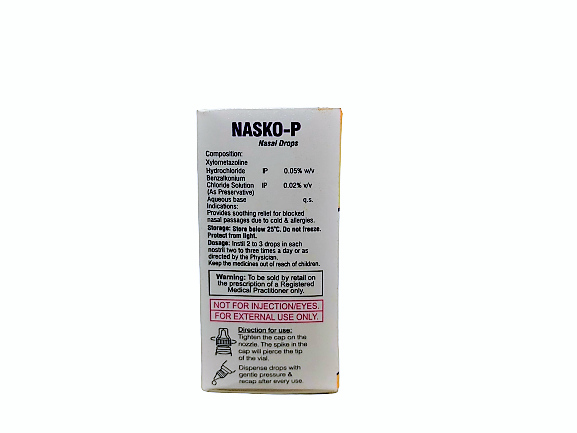 NASKO-P
Nasal Drops
Composition:
Xylometazoline
Hydrochloride IP 0.05% w/v
Benzalkonium
Chloride Solution IP 0.02% v/v
(As Preservative)
Aqueous base q.s.
Indications:
Provides soothing relief for blocked
nasal passages due to cold & allergies.
Storage: Store below 25°C. Do not freeze.
Protect from light.
Dosage: Instil 2 to 3 drops in each
nostril two to three times a day or as
directed by the Physician.
Keep the medicines out of reach of children.
Warning: To be sold by retail on
the prescription of a Registered
Medical Practitioner only.
NOT FOR INJECTION/EYES.
FOR EXTERNAL USE ONLY.
Direction for use:
Tighten the cap on the
nozzle. The spike in the
cap will pierce the tip
of the vial.
Dispense drops with
gentle pressure &
recap after every use.